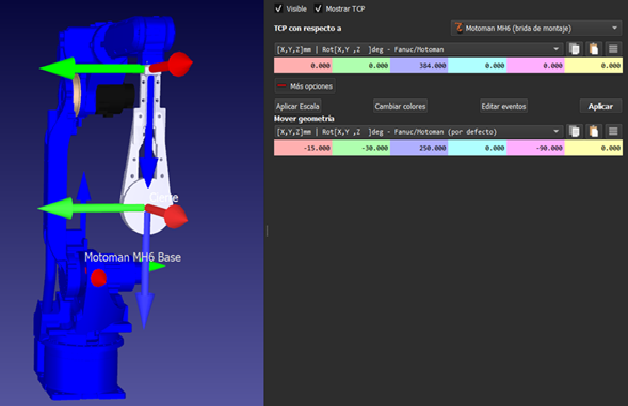 Visible Mostrar TCP
TCP con respecto a Motoman MH6 (brida de montaje)
[X,Y,Z]mm | Rot[X,Y ,Z ]deg - Fanuc/Motoman
0.000 0.000 384.000 0.000 0.000 0.000
Más opciones
Aplicar Escala Cambiar colores Editar eventos Aplicar
Mover geometria
[X,Y,Z]mm | Rot[X,Y ,Z ]deg - Fanuc/Motoman (por defecto)
-15.000 -30.000 250.000 0.000 -90.000 0.000
Motoman MH6 Base